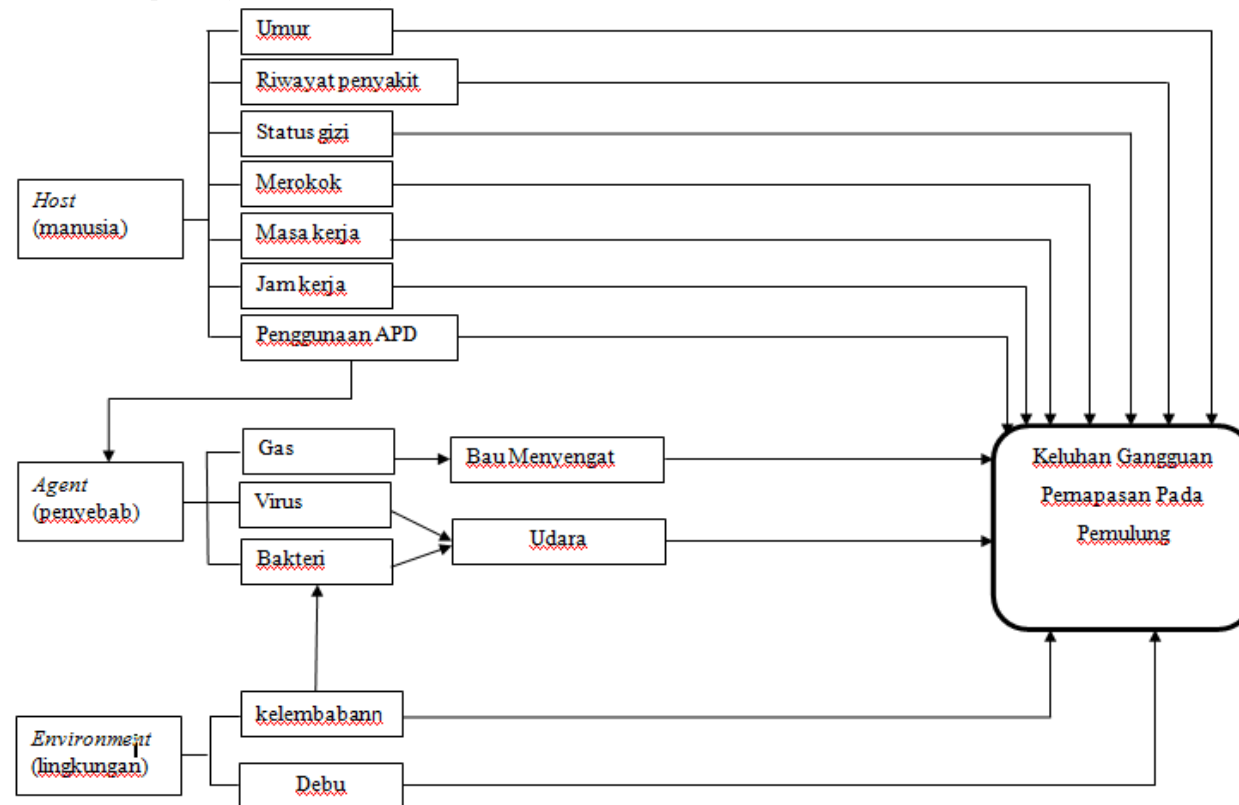 Umur
Riwayat penyakit
Status gizi
Merokok
Masa kerja
Jam kerja
Penggunaan APD
Host
(manusia)
Agent
(penyebab)
Gas
Virus
Bakteri
Bau Menyengat
Udara
Keluhan Gangguan
Pernapasan Pada
Pemulung
Environment
(lingkungan)
kelembabann
Debu